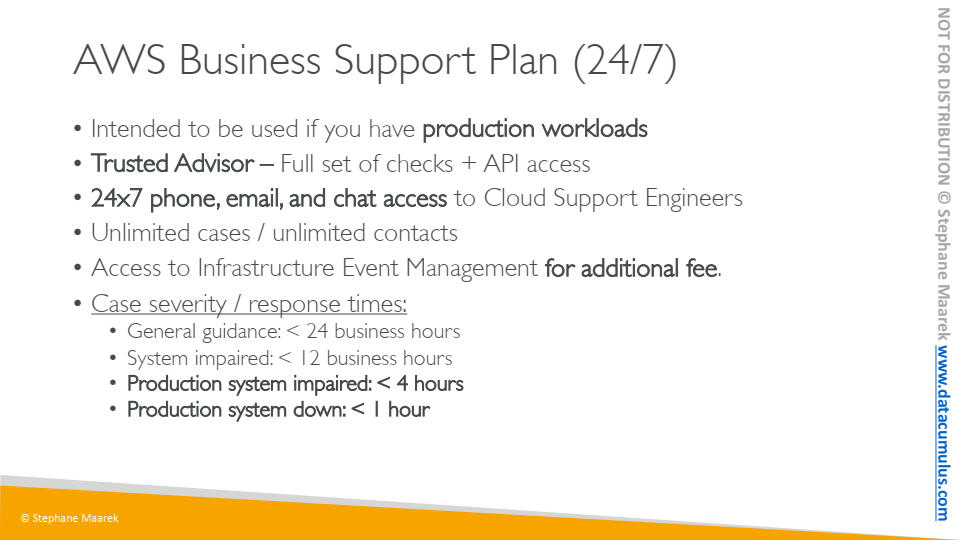 AWS Business Support Plan (24/7)
• Intended to be used if you have production workloads
• Trusted Advisor – Full set of checks + API access
• 24x7 phone, email, and chat access to Cloud Support Engineers
• Unlimited cases / unlimited contacts
• Access to Infrastructure Event Management for additional fee.
• Case severity / response times:
• General guidance: < 24 business hours
• System impaired: < 12 business hours
• Production system impaired: < 4 hours
• Production system down: < 1 hour
© Stephane Maarek
NOT FOR DISTRIBUTION © Stephane Maarek www.datacumulus.com